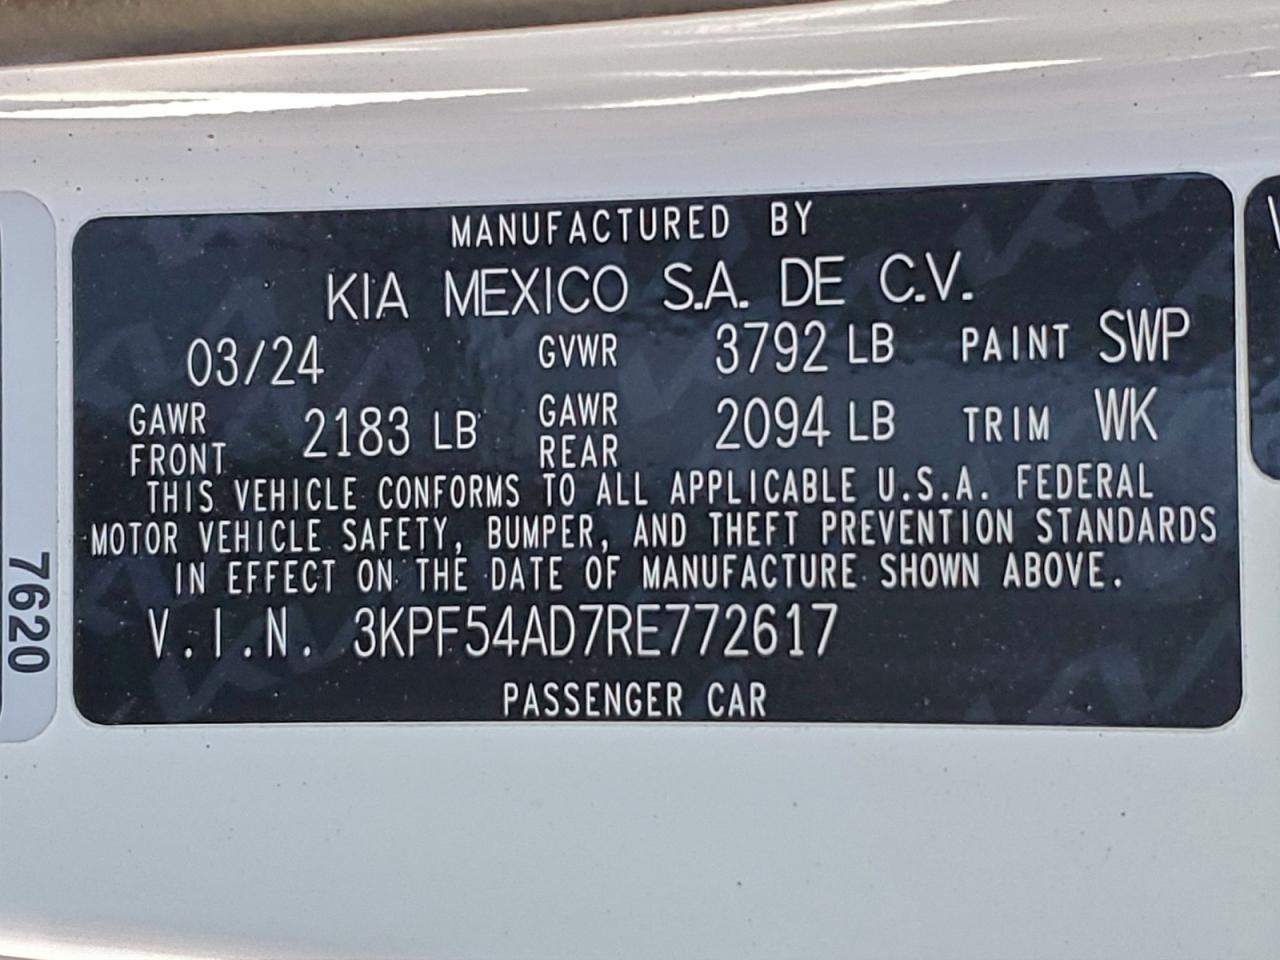 MANUFACTURED BY
KIA MEXICO S.A. DE C.V.
03/24 GVWR 3792 LB PAINT SWP
GAWR FRONT 2183 LB GAWR REAR 2094 LB TRIM WK
THIS VEHICLE CONFORMS TO ALL APPLICABLE U.S.A. FEDERAL
MOTOR VEHICLE SAFETY, BUMPER, AND THEFT PREVENTION STANDARDS
IN EFFECT ON THE DATE OF MANUFACTURE SHOWN ABOVE.
V.I.N. 3KPF54AD7RE772617
PASSENGER CAR
7620